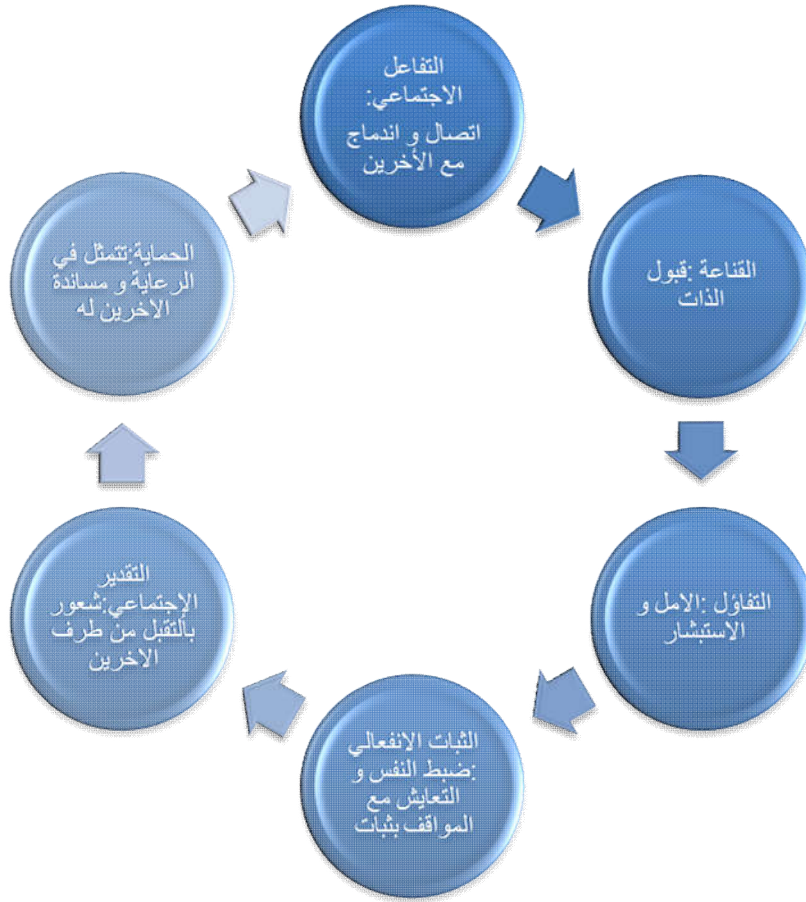 التفاعل
الاجتماعي:
اتصال و اندماج
مع الأخرين
القناعة :قبول
الذات
التفاؤل :الامل و
الاستبشار
الثبات الانفعالي
:ضبط النفس و
التعايش مع
المواقف بثبات
التقدير
الإجتماعي:شعور
بالتقبل من طرف
الاخرين
الحماية:تتمثل في
الرعاية و مساندة
الاخرين له